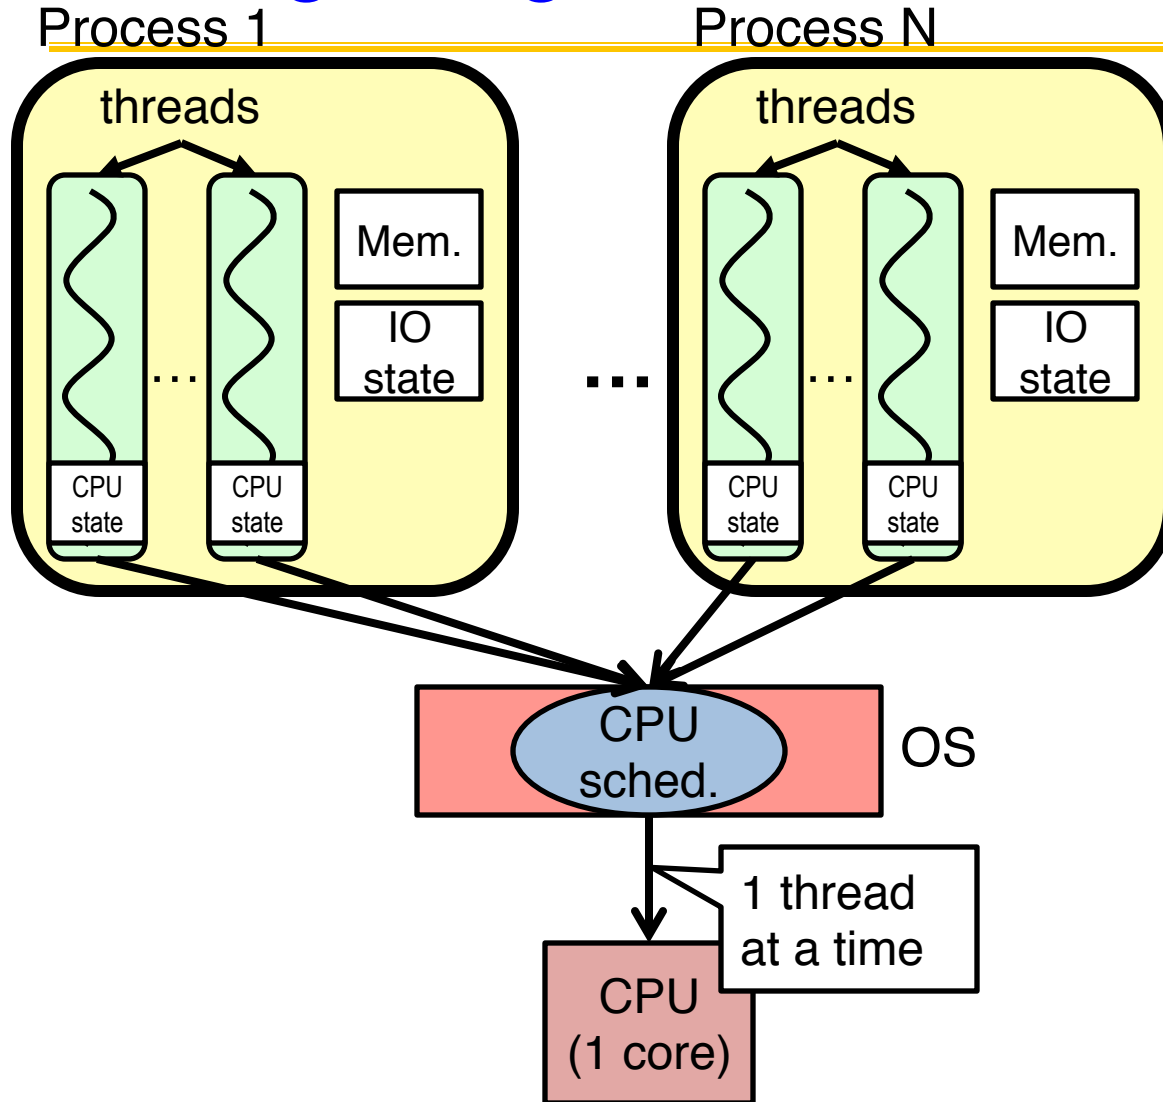 Process 1
Process N
threads
threads
Mem.
Mem.
IO
state
IO
state
...
...
...
CPU
state
CPU
state
CPU
state
CPU
state
CPU
sched.
OS
1 thread
at a time
CPU
(1 core)